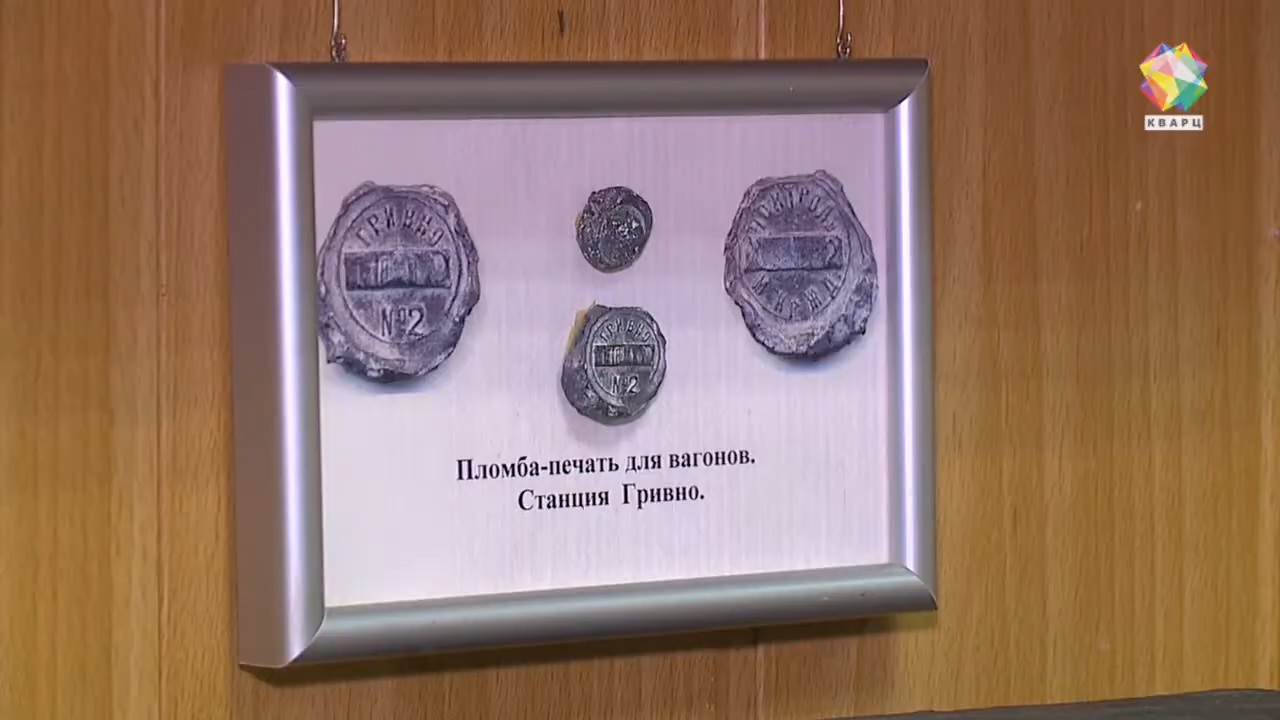 КВАРЦ
ГРИВНО
№2
ГРИВНО
№2
Пломба-печать для вагонов.
Станция Гривно.